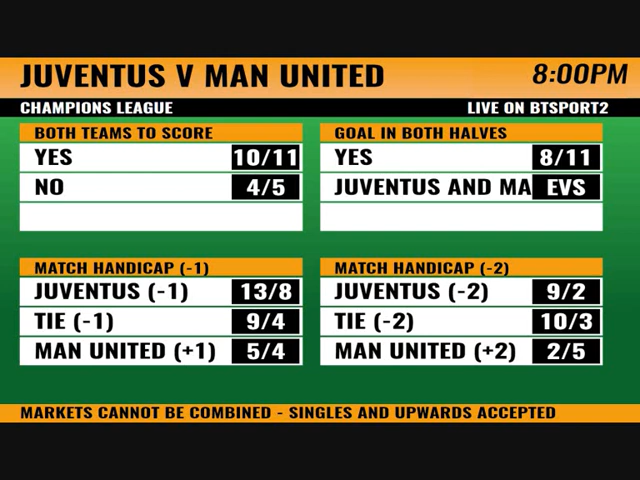 JUVENTUS V MAN UNITED 8:00PM
CHAMPIONS LEAGUE LIVE ON BTSPORT2
BOTH TEAMS TO SCORE
YES 10/11
NO 4/5
GOAL IN BOTH HALVES
YES 8/11
JUVENTUS AND MA EVS
MATCH HANDICAP (-1)
JUVENTUS (-1) 13/8
TIE (-1) 9/4
MAN UNITED (+1) 5/4
MATCH HANDICAP (-2)
JUVENTUS (-2) 9/2
TIE (-2) 10/3
MAN UNITED (+2) 2/5
MARKETS CANNOT BE COMBINED - SINGLES AND UPWARDS ACCEPTED